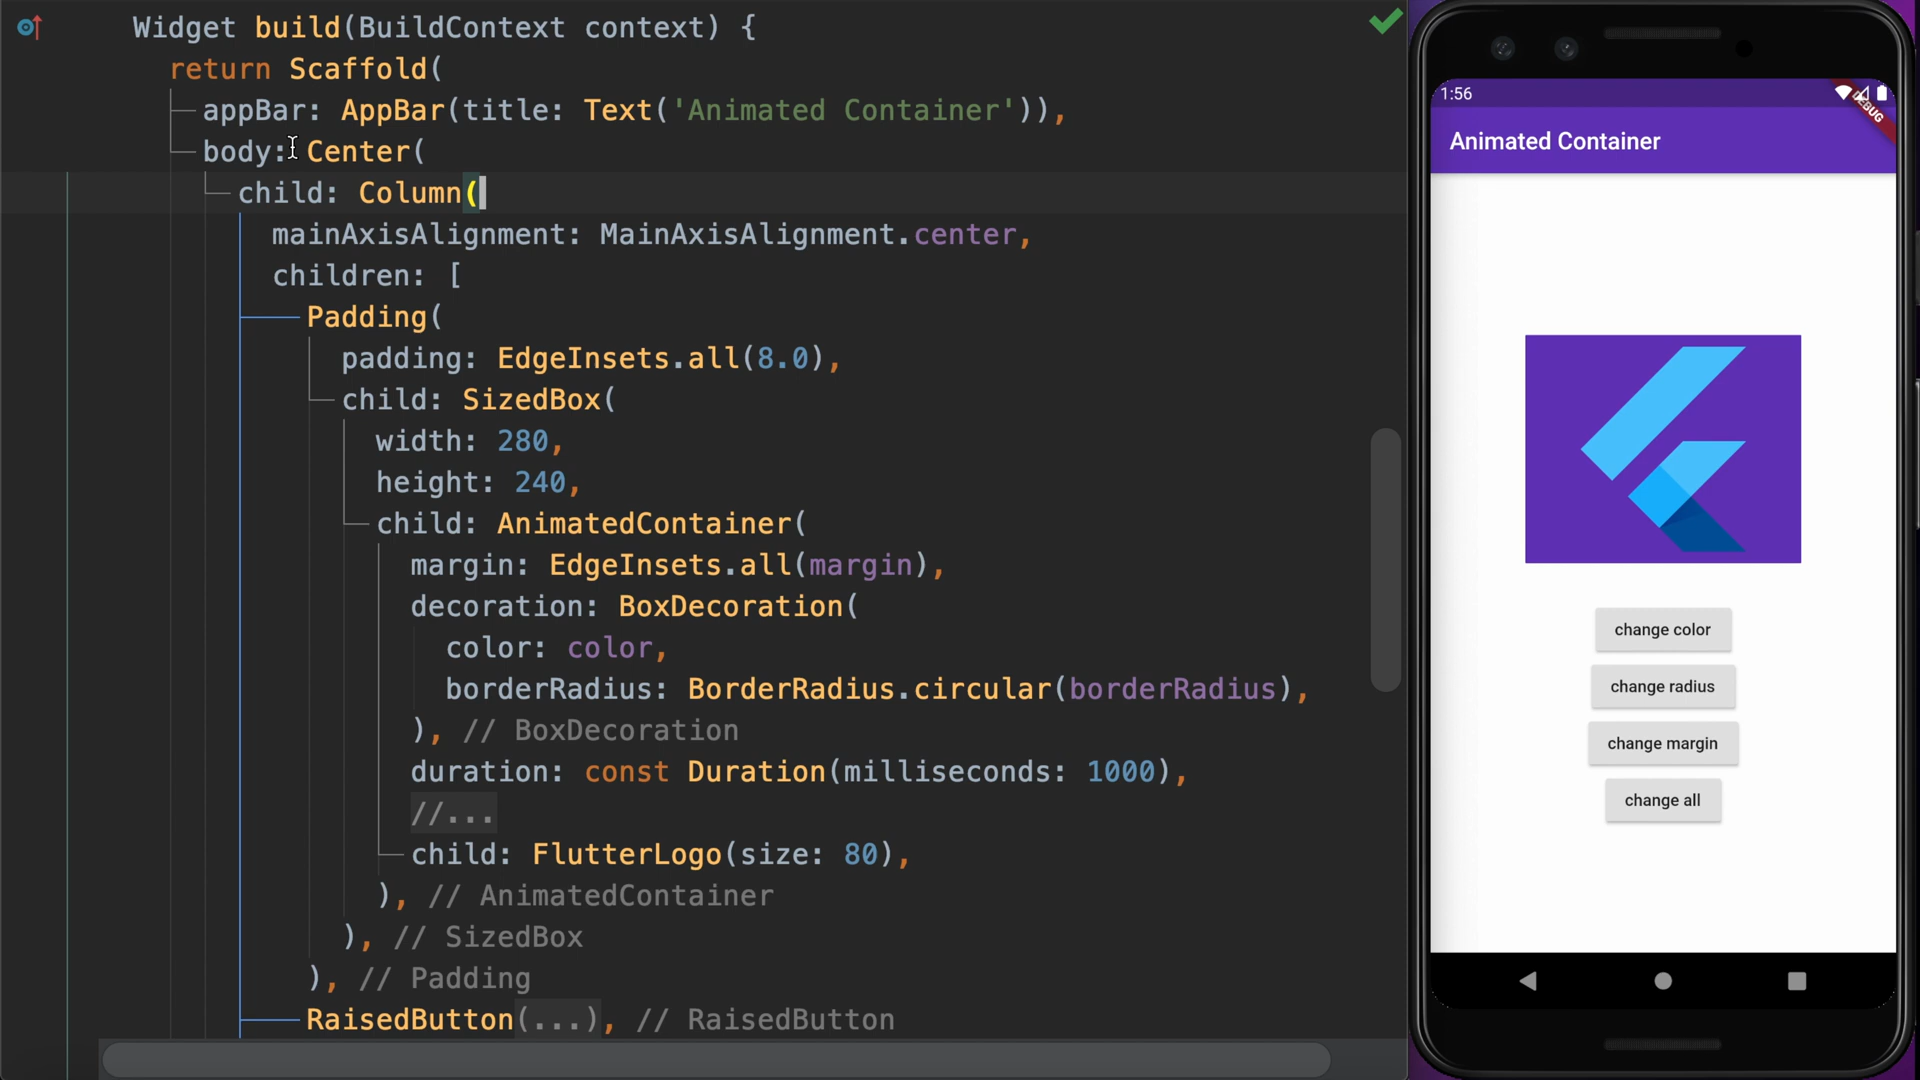 Widget build(BuildContext context) {
return Scaffold(
appBar: AppBar(title: Text('Animated Container')),
body: Center(
child: Column(
mainAxisAlignment: MainAxisAlignment.center,
children: [
Padding(
padding: EdgeInsets.all(8.0),
child: SizedBox(
width: 280,
height: 240,
child: AnimatedContainer(
margin: EdgeInsets.all(margin),
decoration: BoxDecoration(
color: color,
borderRadius: BorderRadius.circular(borderRadius),
), // BoxDecoration
duration: const Duration(milliseconds: 1000),
//...
child: FlutterLogo(size: 80),
), // AnimatedContainer
), // SizedBox
), // Padding
RaisedButton(...), // RaisedButton
1:56
DEBUG
Animated Container
change color
change radius
change margin
change all